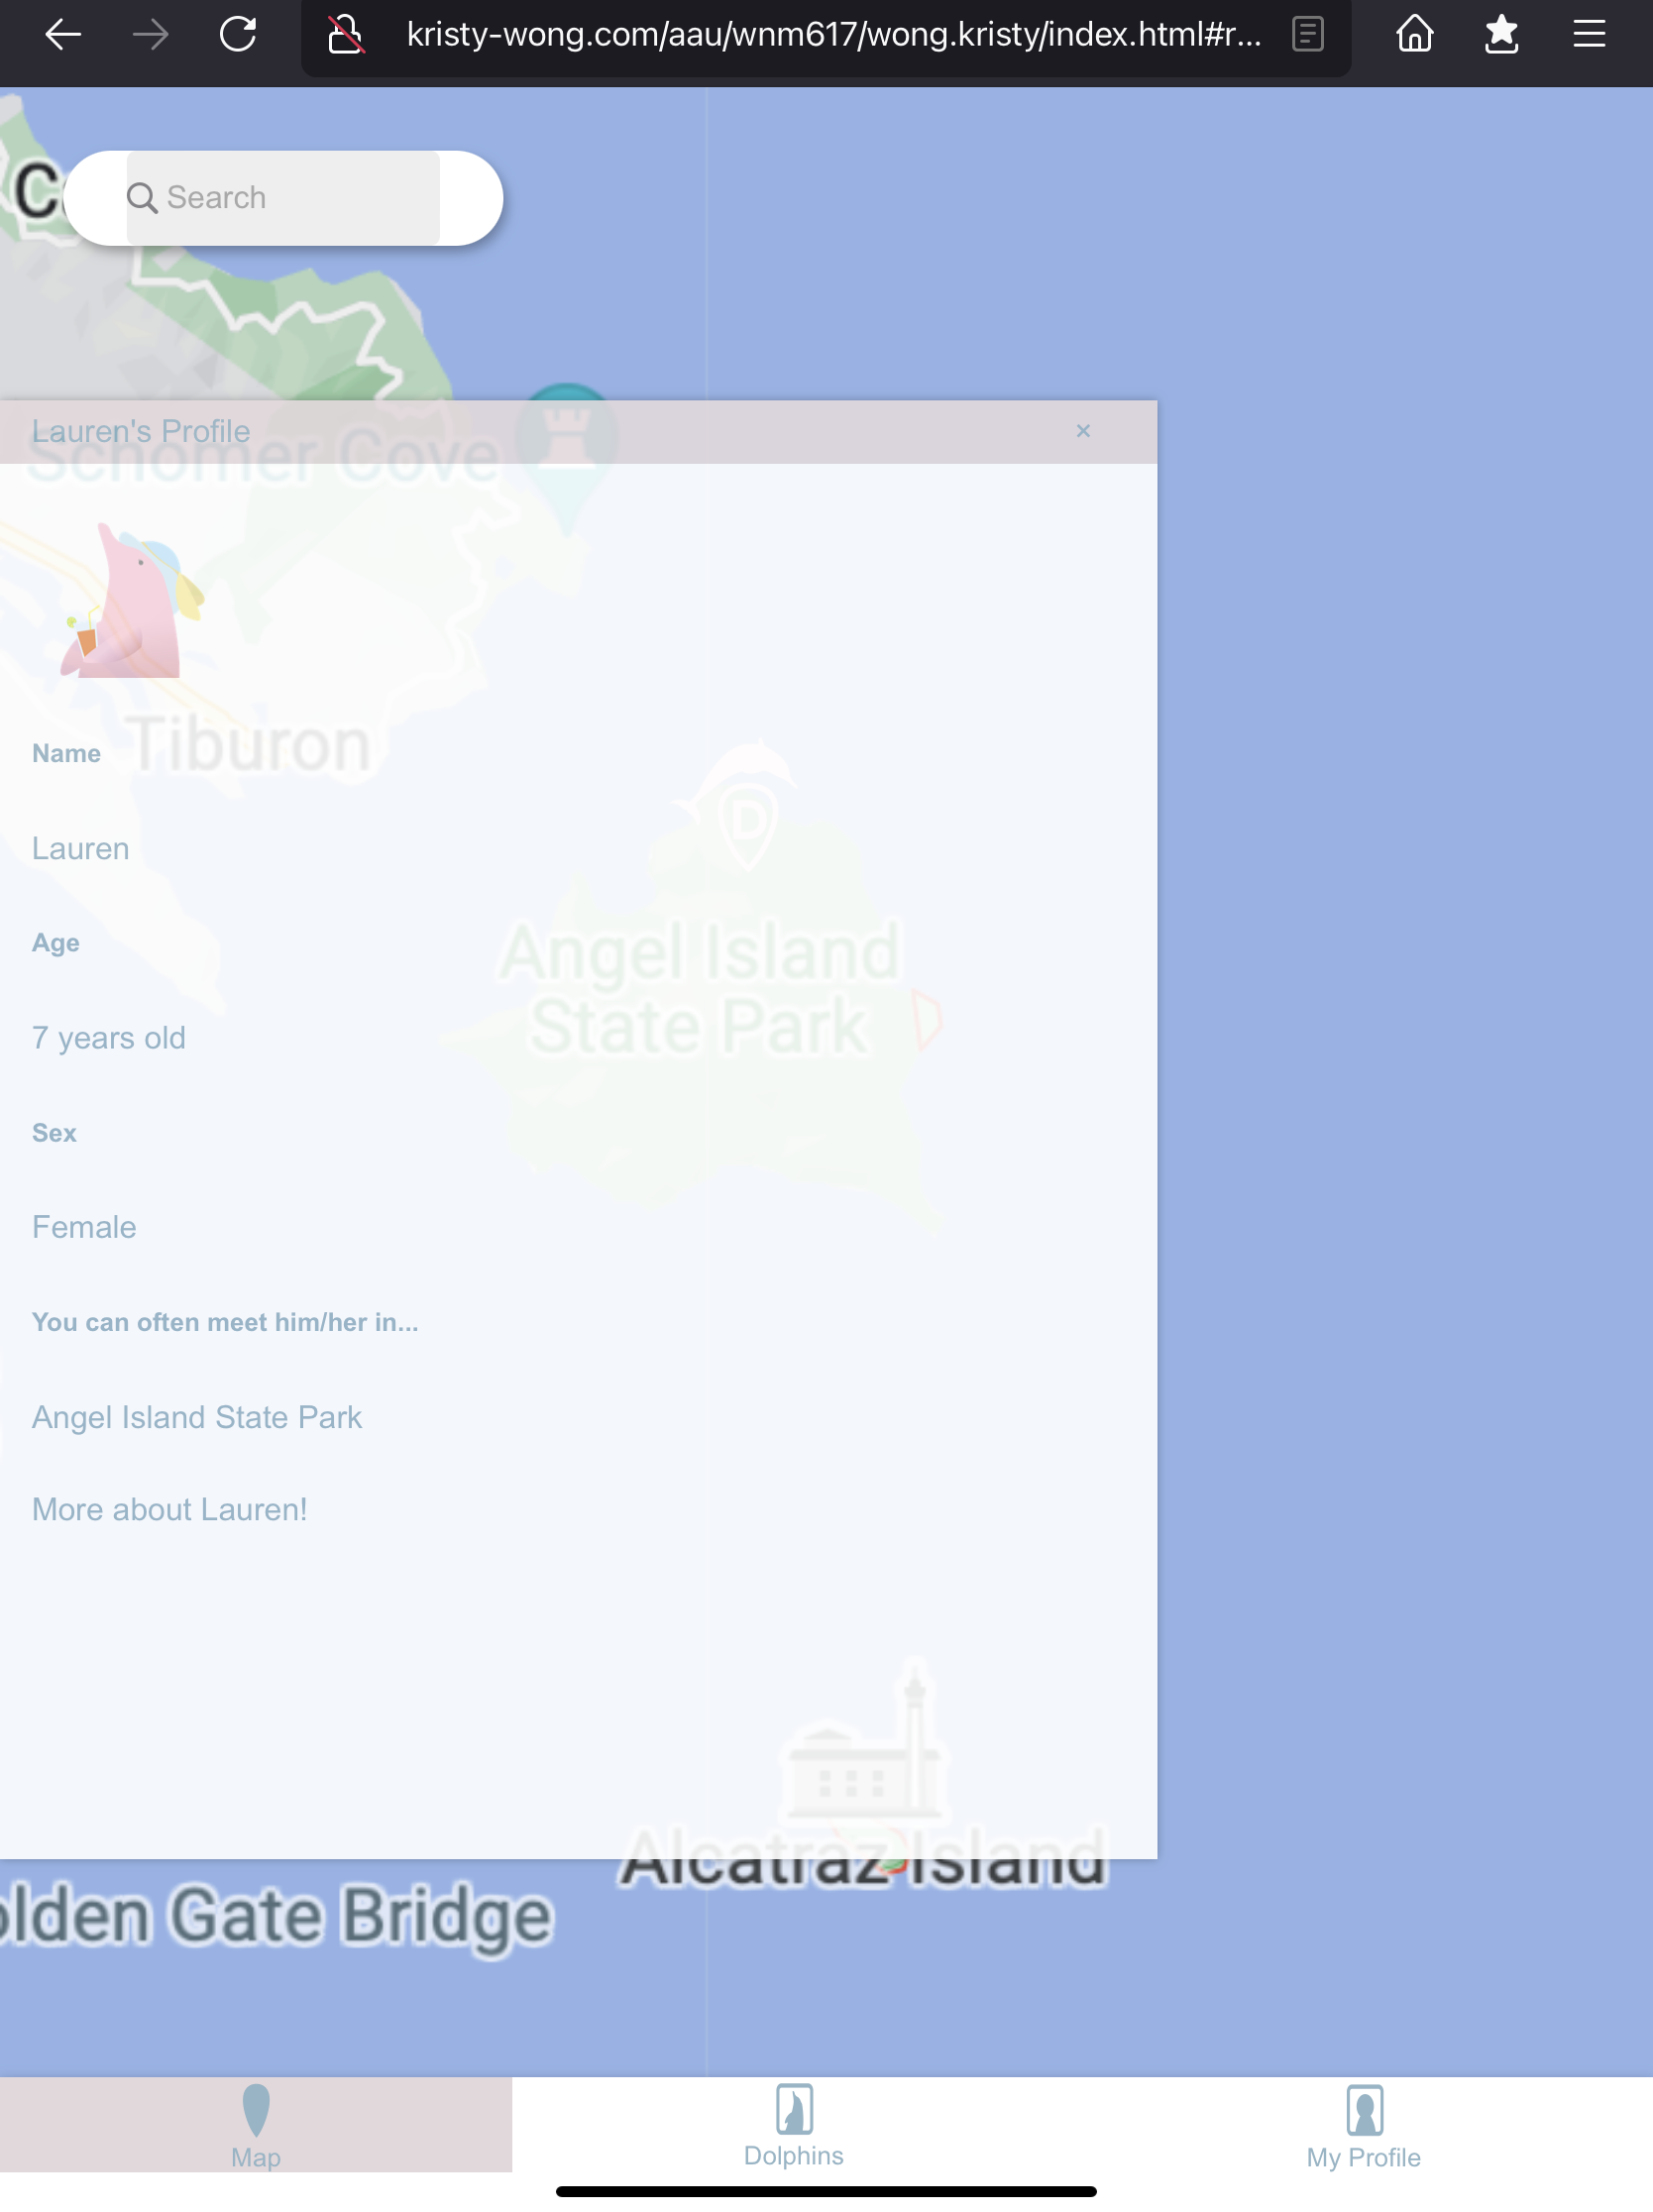 kristy-wong.com/aau/wnm617/wong.kristy/index.html#r...
C
Search
Lauren's Profile
×
Schomer Cove
Name
Tiburon
Lauren
D
Age
Angel Island
State Park
7 years old
Sex
Female
You can often meet him/her in...
Angel Island State Park
More about Lauren!
Alcatraz Island
olden Gate Bridge
Map
Dolphins
My Profile